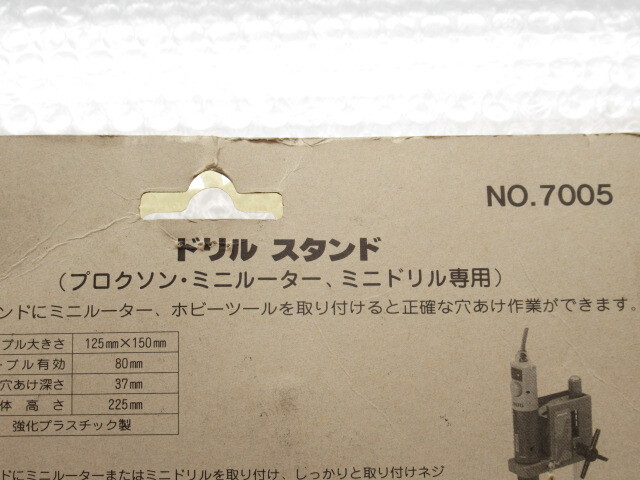 NO.7005
ドリル スタンド
（プロクソン・ミニルーター、ミニドリル専用）
ンドにミニルーター、ホビーツールを取り付けると正確な穴あけ作業ができます。
ブル大きさ 125㎜×150㎜
ーブル有効 80㎜
穴あけ深さ 37㎜
体 高 さ 225㎜
強化プラスチック製
ドにミニルーターまたはミニドリルを取り付け、しっかりと取り付けネジ